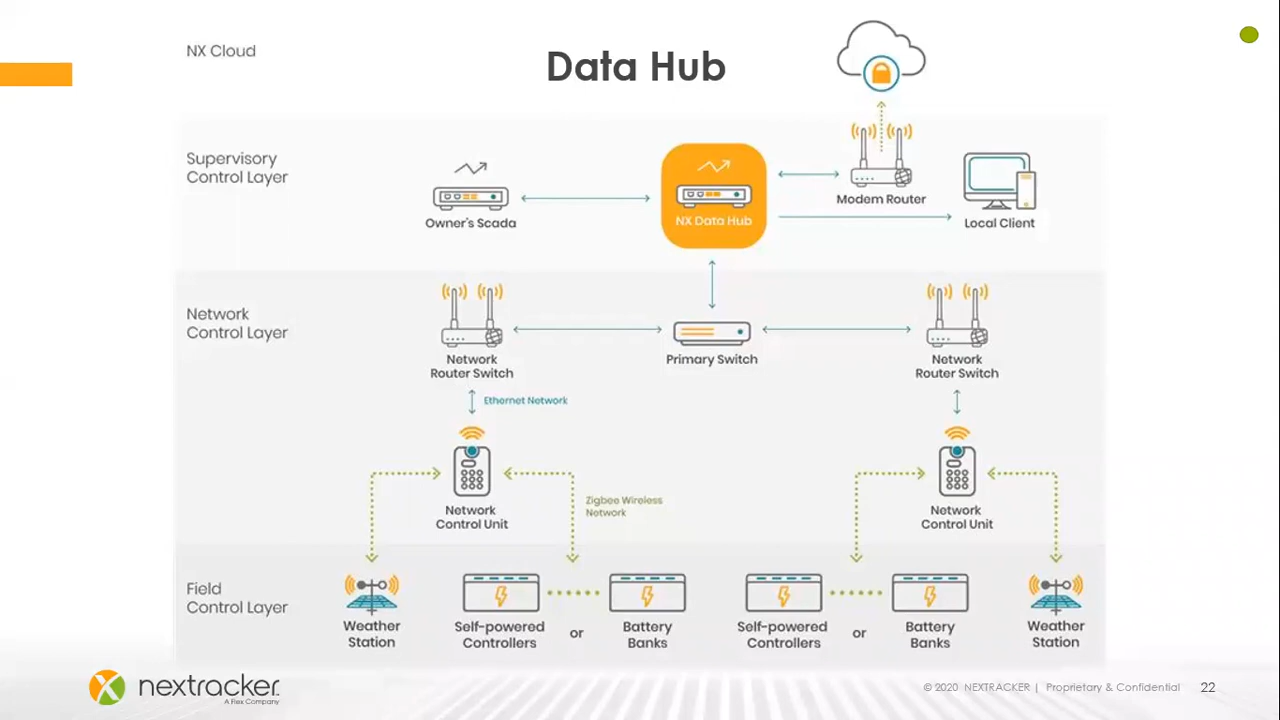 NX Cloud
Data Hub
Supervisory
Control Layer
Owner's Scada
NX Data Hub
Modem Router
Local Client
Network
Control Layer
Network
Router Switch
Primary Switch
Network
Router Switch
Ethernet Network
Network
Control Unit
Zigbee Wireless
Network
Network
Control Unit
Field
Control Layer
Weather
Station
Self-powered
Controllers
or
Battery
Banks
Self-powered
Controllers
or
Battery
Banks
Weather
Station
nextracker.
A Flex Company
© 2020 NEXTRACKER | Proprietary & Confidential
22